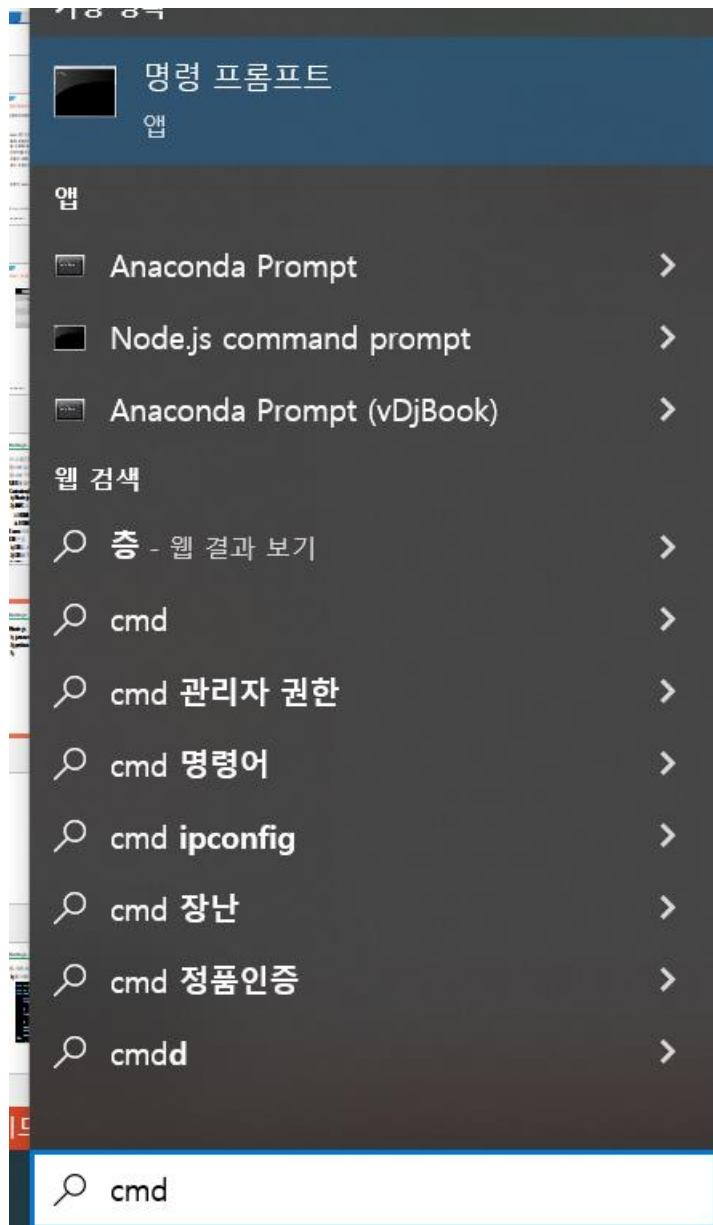 명령 프롬프트
앱
앱
Anaconda Prompt
Node.js command prompt
Anaconda Prompt (vDjBook)
웹 검색
층 - 웹 결과 보기
cmd
cmd 관리자 권한
cmd 명령어
cmd ipconfig
cmd 장난
cmd 정품인증
cmdd
cmd